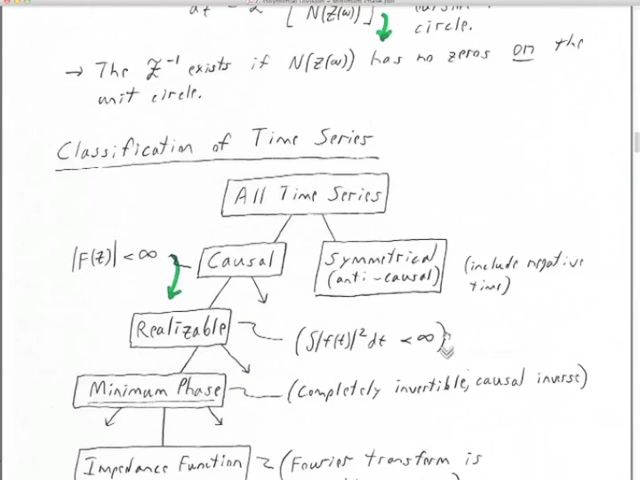 [N(Z(ω))]
circle.
→ The Z⁻¹ exists if N(Z(ω)) has no zeros on the
unit circle.
Classification of Time Series
All Time Series
|F(z)| < ∞
Causal
Symmetrical
(anti-causal)
(include negative
time)
Realizable
(∫|f(t)|² dt < ∞)
Minimum Phase
(Completely invertible, causal inverse)
Impedance Function
(Fourier transform is